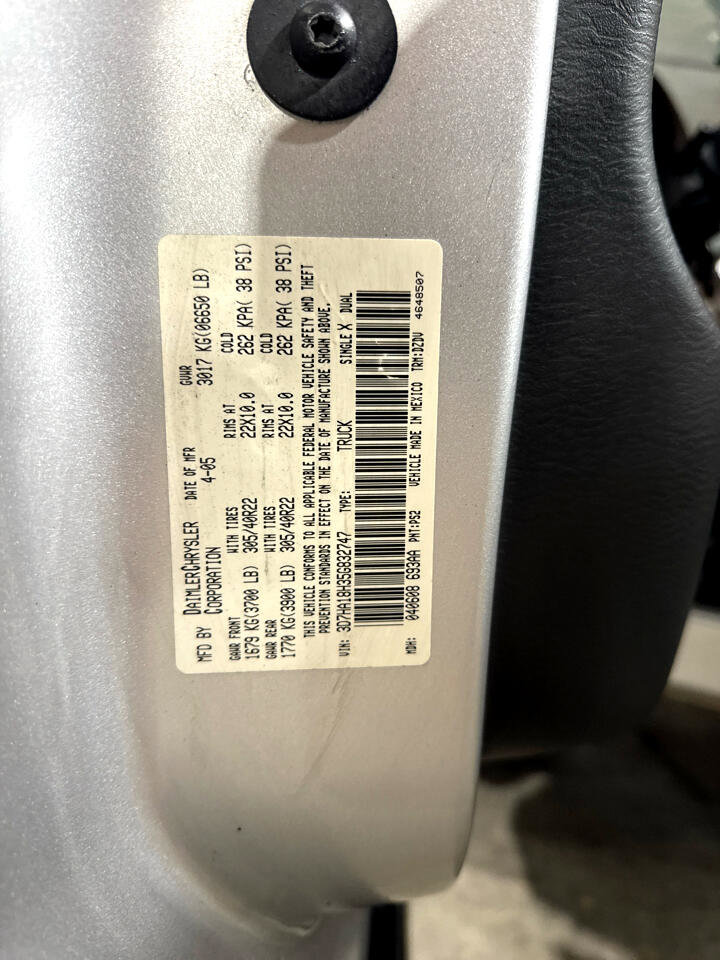 MFD BY DAIMLERCHRYSLER CORPORATION DATE OF MFR 4-05 GVWR 3017 KG(06650 LB)
GAWR FRONT WITH TIRES RIMS AT COLD
1679 KG(3700 LB) 305/40R22 22X10.0 262 KPA( 38 PSI)
GAWR REAR WITH TIRES RIMS AT COLD
1770 KG(3900 LB) 305/40R22 22X10.0 262 KPA( 38 PSI)
THIS VEHICLE CONFORMS TO ALL APPLICABLE FEDERAL MOTOR VEHICLE SAFETY AND THEFT
PREVENTION STANDARDS IN EFFECT ON THE DATE OF MANUFACTURE SHOWN ABOVE.
VIN: 3D7HA18H35G832747 TYPE: TRUCK SINGLE X DUAL
MDH: 040608 693AA PNT:PS2 VEHICLE MADE IN MEXICO TRM:DZDV 4648507